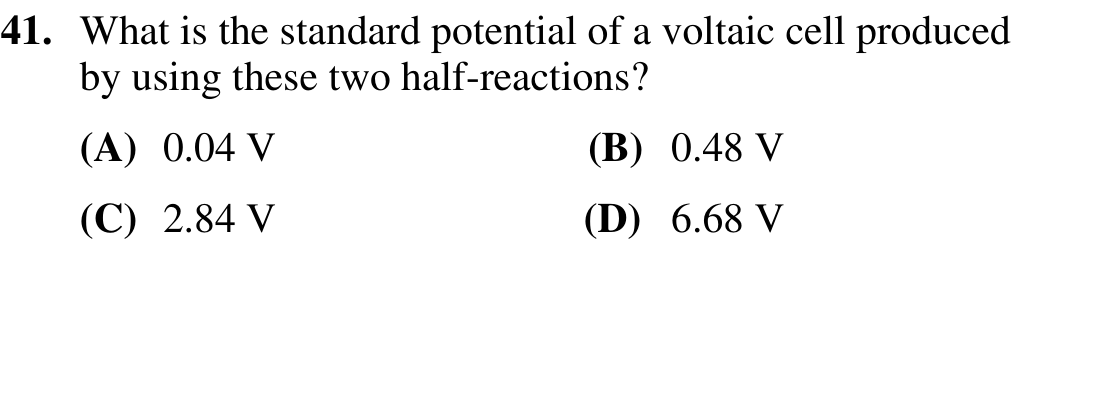 41. What is the standard potential of a voltaic cell produced
by using these two half-reactions?
(A) 0.04 V (B) 0.48 V
(C) 2.84 V (D) 6.68 V